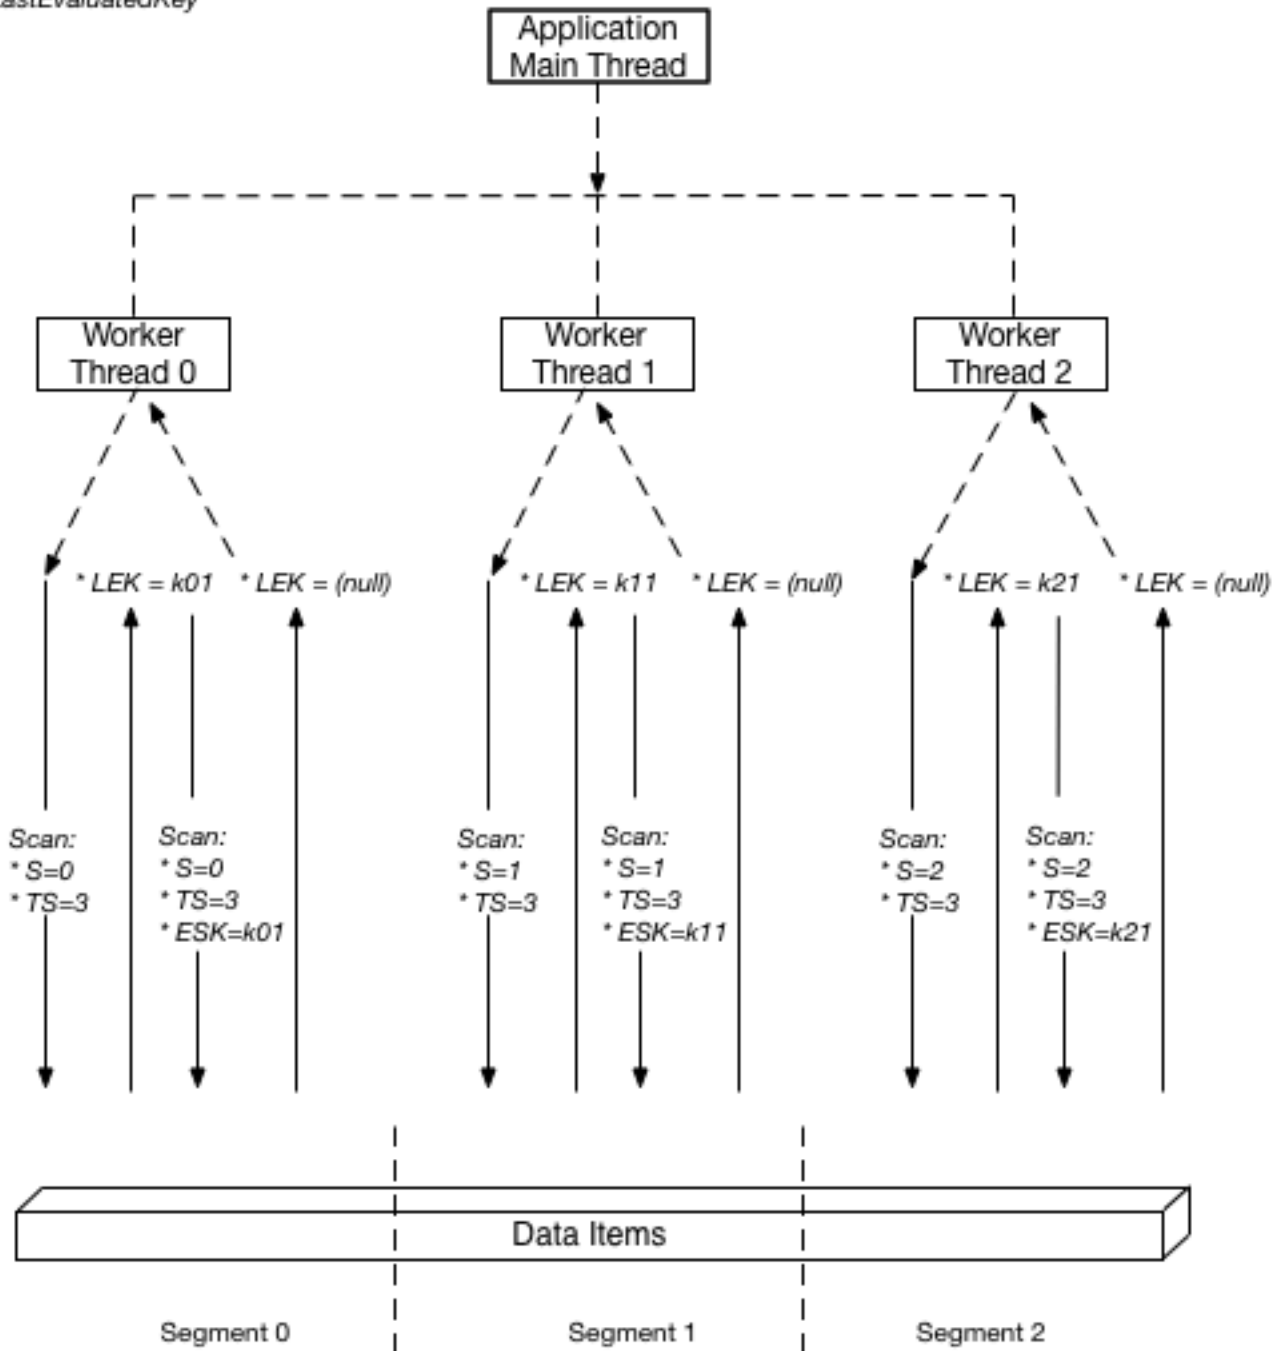 Application
Main Thread
Worker
Thread 0
Worker
Thread 1
Worker
Thread 2
* LEK = k01
* LEK = (null)
* LEK = k11
* LEK = (null)
* LEK = k21
* LEK = (null)
Scan:
* S=0
* TS=3
Scan:
* S=0
* TS=3
* ESK=k01
Scan:
* S=1
* TS=3
Scan:
* S=1
* TS=3
* ESK=k11
Scan:
* S=2
* TS=3
Scan:
* S=2
* TS=3
* ESK=k21
Data Items
Segment 0
Segment 1
Segment 2